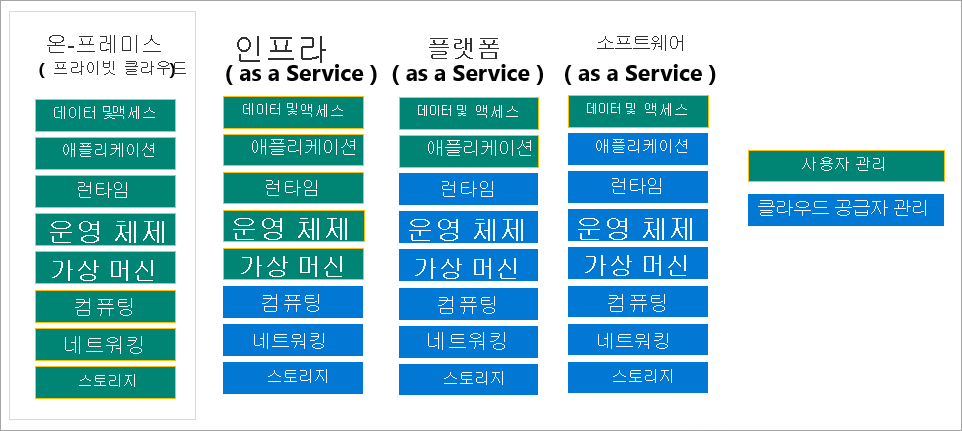 온-프레미스
( 프라이빗 클라우드)
데이터 및액세스
애플리케이션
런타임
운영 체제
가상 머신
컴퓨팅
네트워킹
스토리지
인프라
( as a Service )
데이터 및액세스
애플리케이션
런타임
운영 체제
가상 머신
컴퓨팅
네트워킹
스토리지
플랫폼
( as a Service )
데이터 및 액세스
애플리케이션
런타임
운영 체제
가상 머신
컴퓨팅
네트워킹
스토리지
소프트웨어
( as a Service )
데이터 및 액세스
애플리케이션
런타임
운영 체제
가상 머신
컴퓨팅
네트워킹
스토리지
사용자 관리
클라우드 공급자 관리